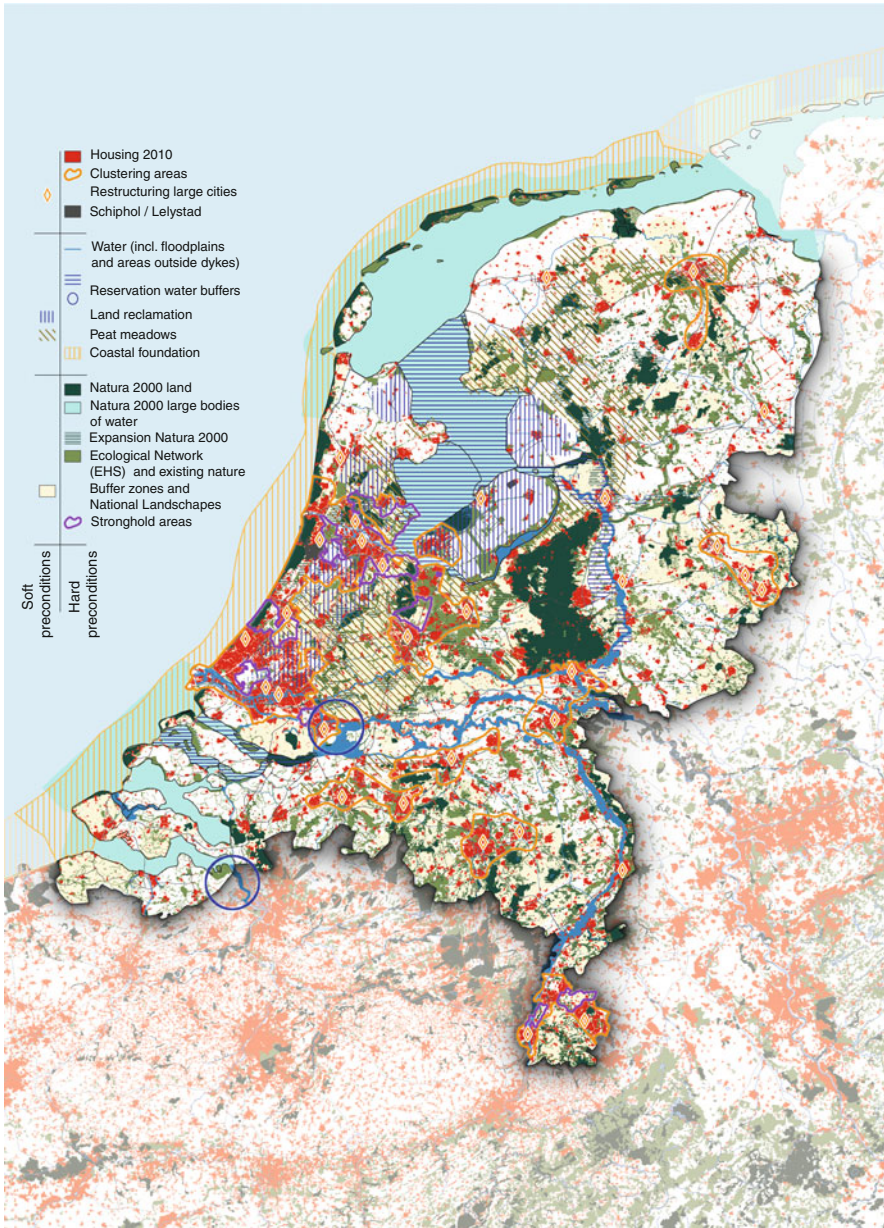 Housing 2010
Clustering areas
Restructuring large cities
Schiphol / Lelystad
Water (incl. floodplains
and areas outside dykes)
Reservation water buffers
Land reclamation
Peat meadows
Coastal foundation
Natura 2000 land
Natura 2000 large bodies
of water
Expansion Natura 2000
Ecological Network
(EHS) and existing nature
Buffer zones and
National Landscapes
Stronghold areas
Soft
preconditions
Hard
preconditions